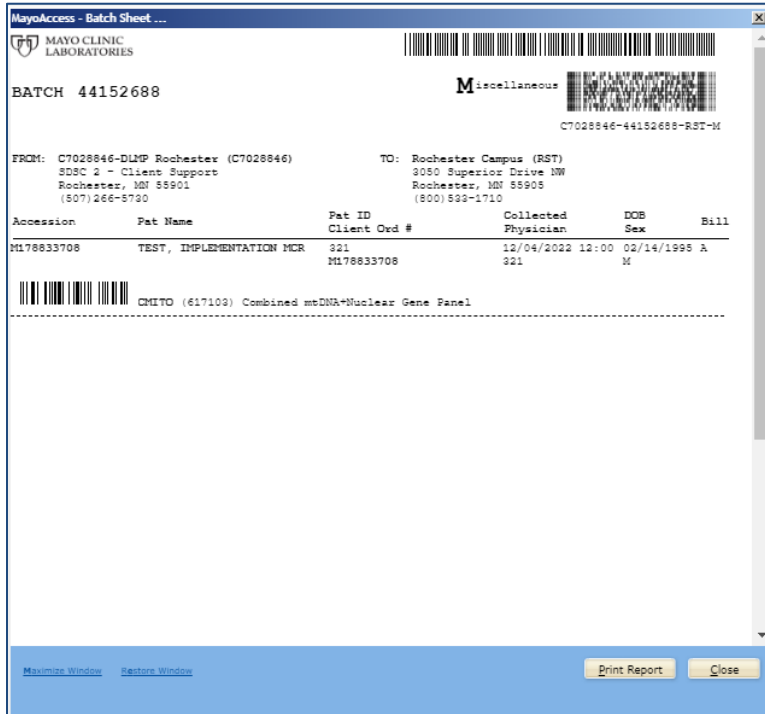 MayoAccess - Batch Sheet ...
MAYO CLINIC
LABORATORIES
BATCH 44152688
Miscellaneous
C7028846-44152688-RST-M
FROM: C7028846-DLMP Rochester (C7028846) TO: Rochester Campus (RST)
SDSC 2 - Client Support 3050 Superior Drive NW
Rochester, MN 55901 Rochester, MN 55905
(507)266-5730 (800)533-1710
Accession Pat Name Pat ID Collected DOB Bill
Client Ord # Physician Sex
M178833708 TEST, IMPLEMENTATION MCR 321 12/04/2022 12:00 02/14/1995 A
M178833708 321 M
CMITO (617103) Combined mtDNA+Nuclear Gene Panel
Maximize Window Restore Window Print Report Close